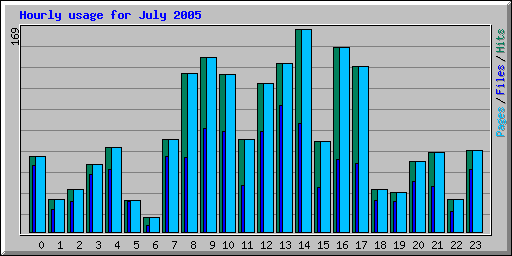 Hourly usage for July 2005
169
Pages/Files/Hits
0 1 2 3 4 5 6 7 8 9 10 11 12 13 14 15 16 17 18 19 20 21 22 23